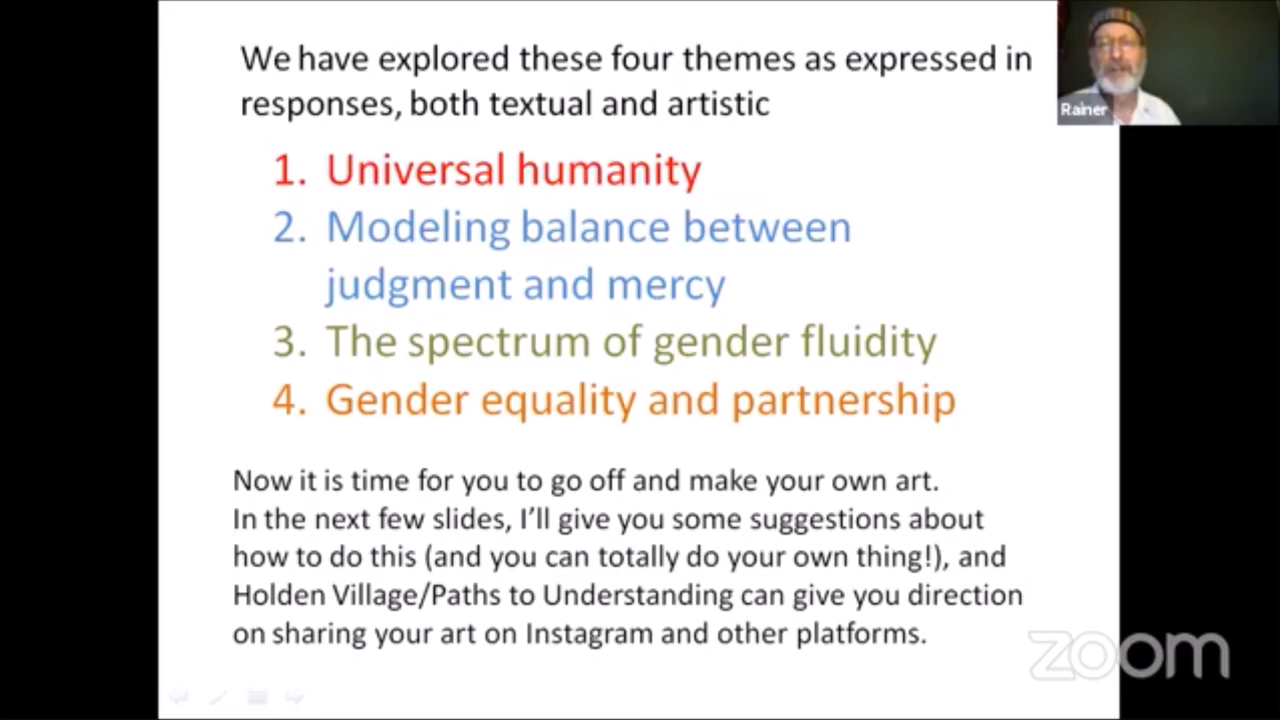 We have explored these four themes as expressed in
responses, both textual and artistic
1. Universal humanity
2. Modeling balance between
judgment and mercy
3. The spectrum of gender fluidity
4. Gender equality and partnership
Now it is time for you to go off and make your own art.
In the next few slides, I’ll give you some suggestions about
how to do this (and you can totally do your own thing!), and
Holden Village/Paths to Understanding can give you direction
on sharing your art on Instagram and other platforms.
Rainer
zoom